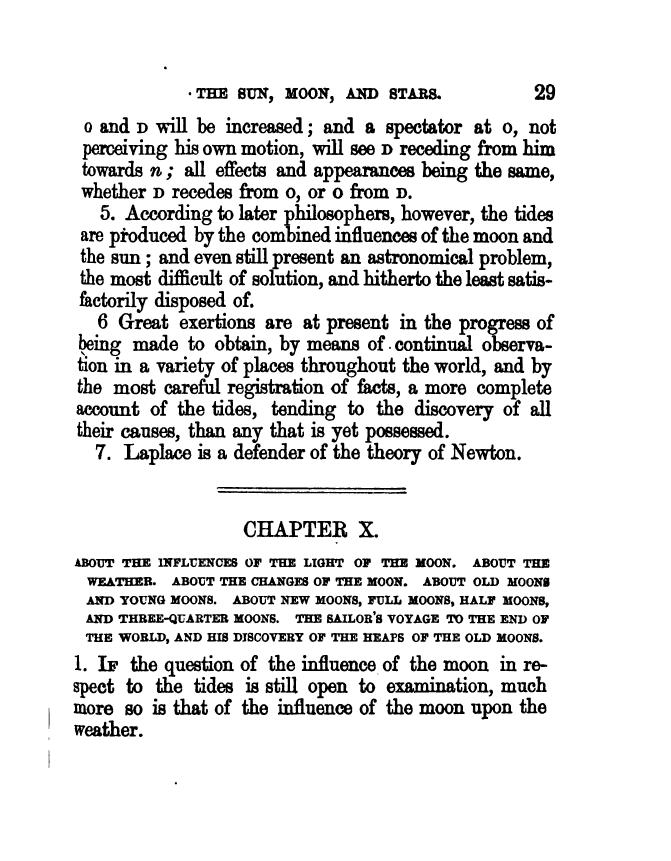 THE SUN, MOON, AND STARS. 29
O and D will be increased; and a spectator at O, not
perceiving his own motion, will see D receding from him
towards n; all effects and appearances being the same,
whether D recedes from O, or O from D.
5. According to later philosophers, however, the tides
are produced by the combined influences of the moon and
the sun; and even still present an astronomical problem,
the most difficult of solution, and hitherto the least satis-
factorily disposed of.
6 Great exertions are at present in the progress of
being made to obtain, by means of continual observa-
tion in a variety of places throughout the world, and by
the most careful registration of facts, a more complete
account of the tides, tending to the discovery of all
their causes, than any that is yet possessed.
7. Laplace is a defender of the theory of Newton.
CHAPTER X.
ABOUT THE INFLUENCES OF THE LIGHT OF THE MOON. ABOUT THE
WEATHER. ABOUT THE CHANGES OF THE MOON. ABOUT OLD MOONS
AND YOUNG MOONS. ABOUT NEW MOONS, FULL MOONS, HALF MOONS,
AND THREE-QUARTER MOONS. THE SAILOR'S VOYAGE TO THE END OF
THE WORLD, AND HIS DISCOVERY OF THE HEAPS OF THE OLD MOONS.
1. IF the question of the influence of the moon in re-
spect to the tides is still open to examination, much
more so is that of the influence of the moon upon the
weather.